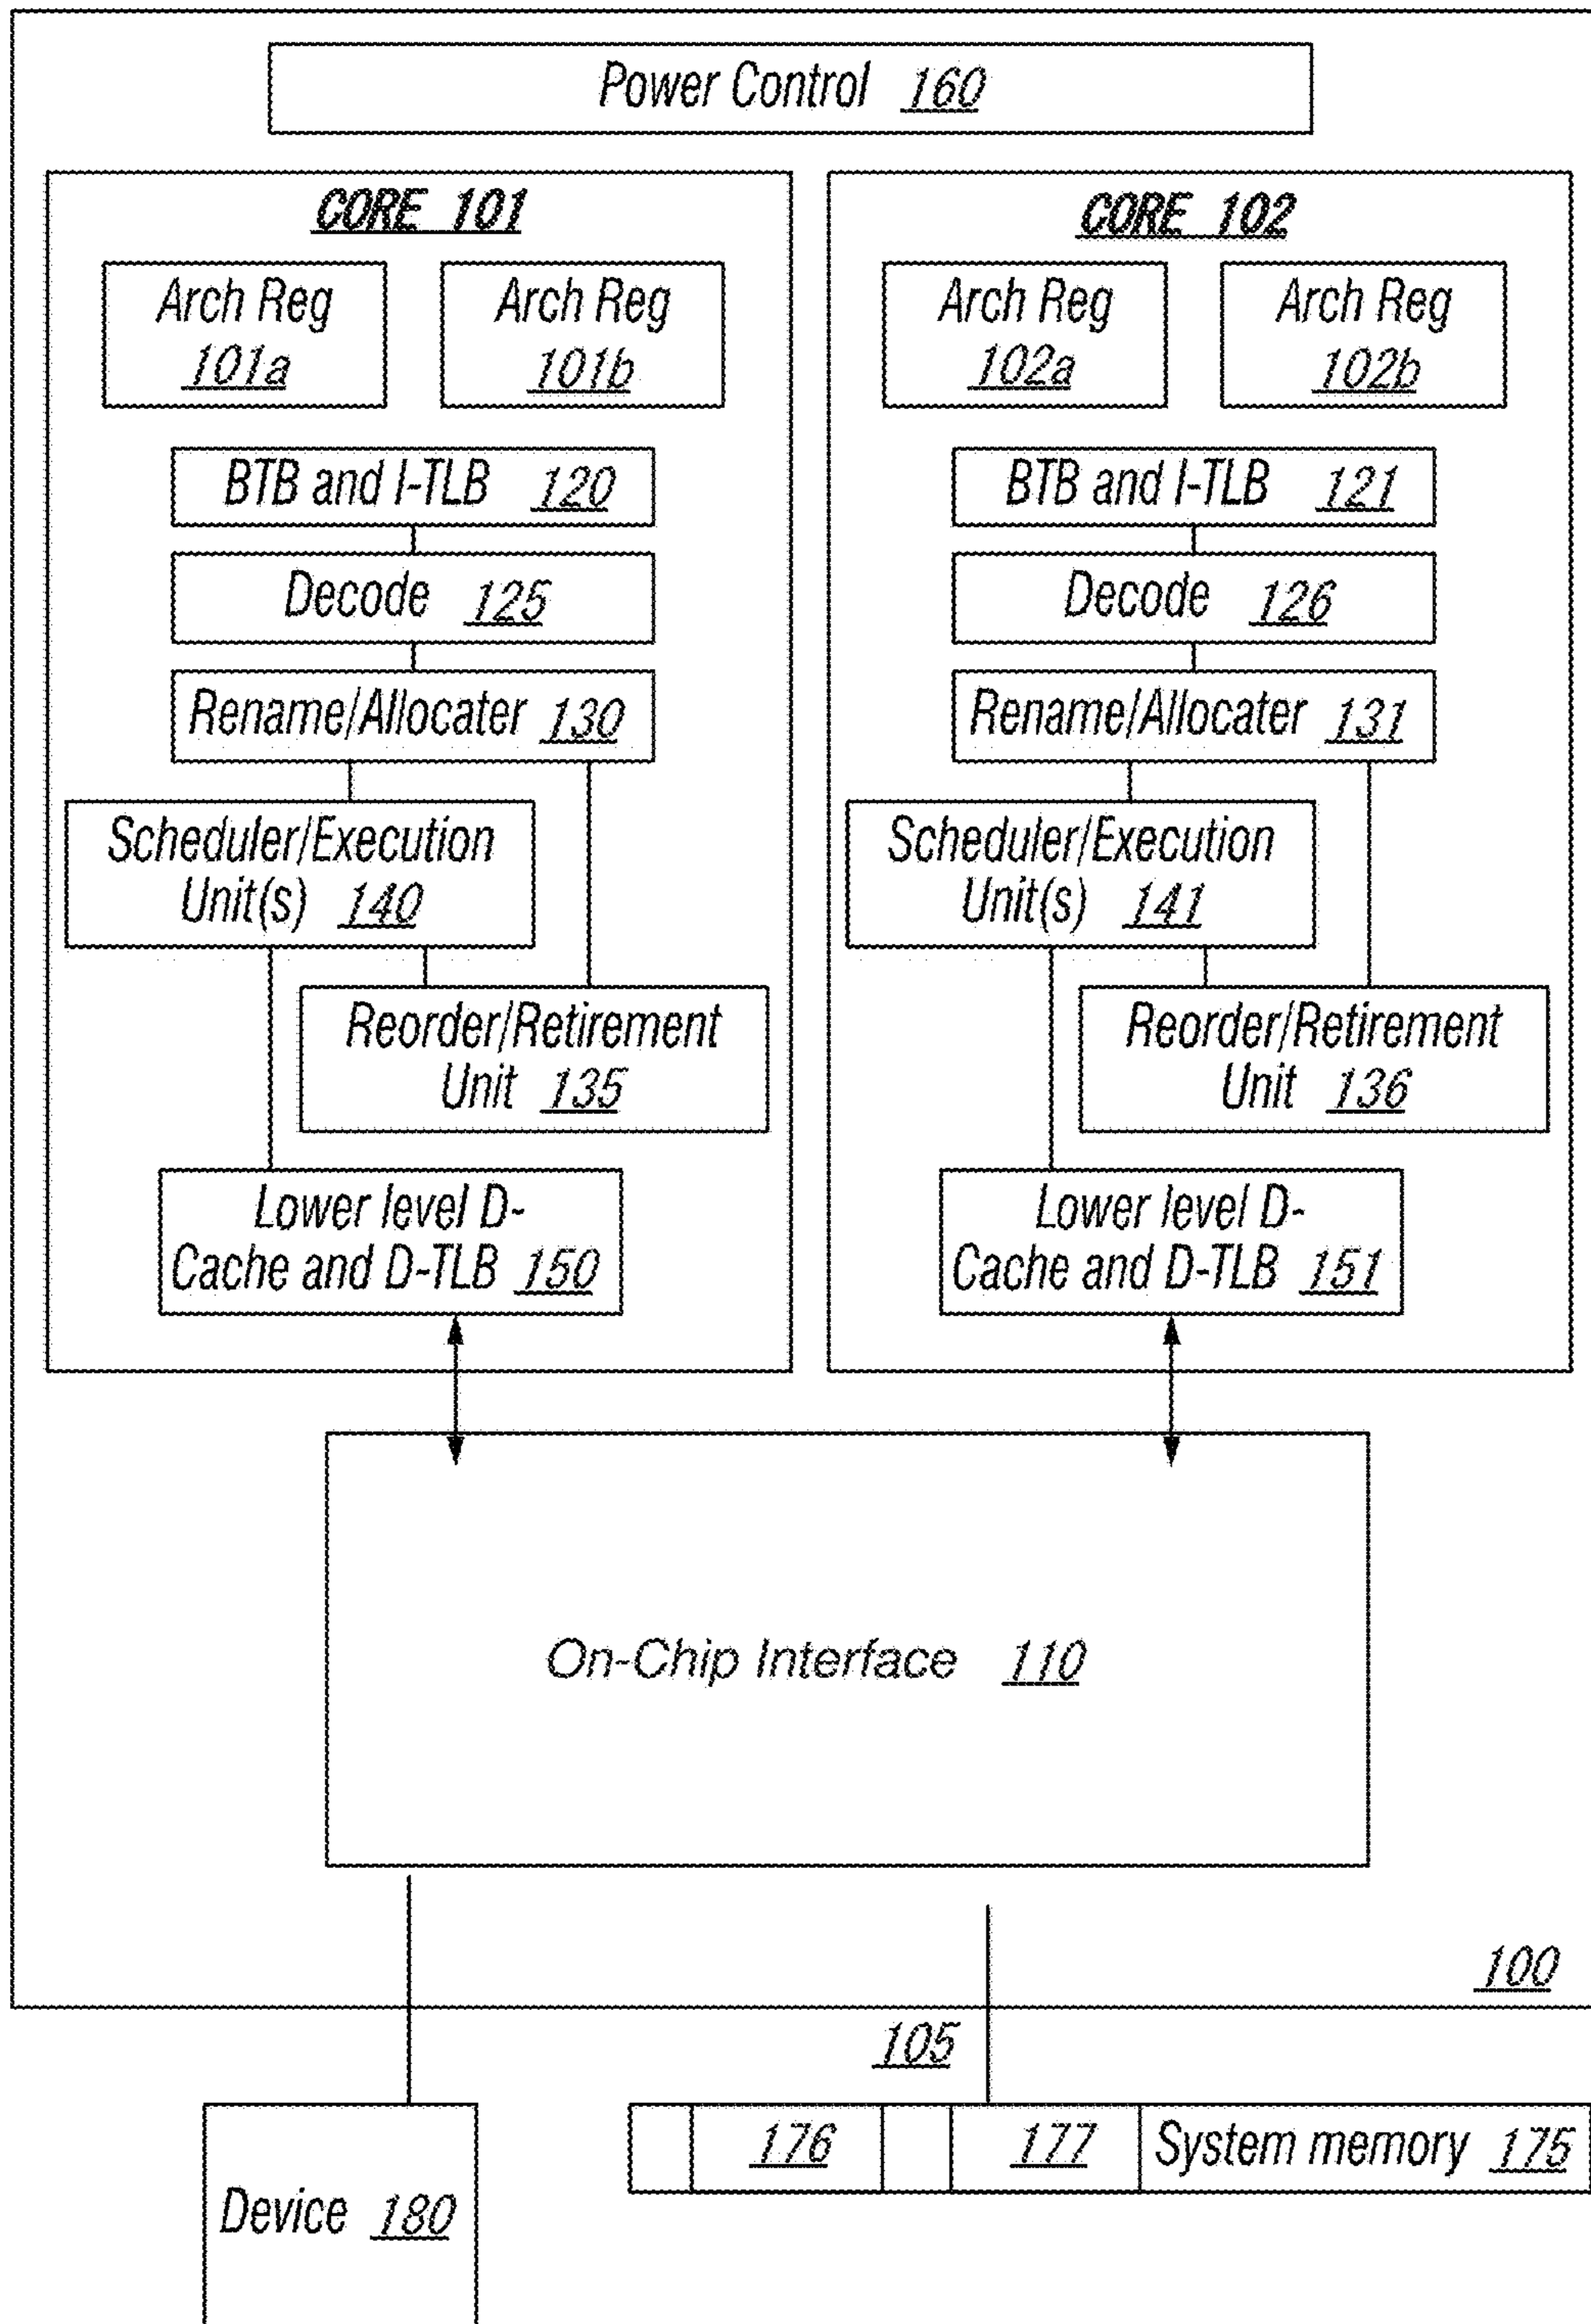 Power Control 160
CORE 101
Arch Reg
101a
Arch Reg
101b
BTB and I-TLB 120
Decode 125
Rename/Allocater 130
Scheduler/Execution
Unit(s) 140
Reorder/Retirement
Unit 135
Lower level D-
Cache and D-TLB 150
CORE 102
Arch Reg
102a
Arch Reg
102b
BTB and I-TLB 121
Decode 126
Rename/Allocater 131
Scheduler/Execution
Unit(s) 141
Reorder/Retirement
Unit 136
Lower level D-
Cache and D-TLB 151
On-Chip Interface 110
100
105
176
177
System memory 175
Device 180